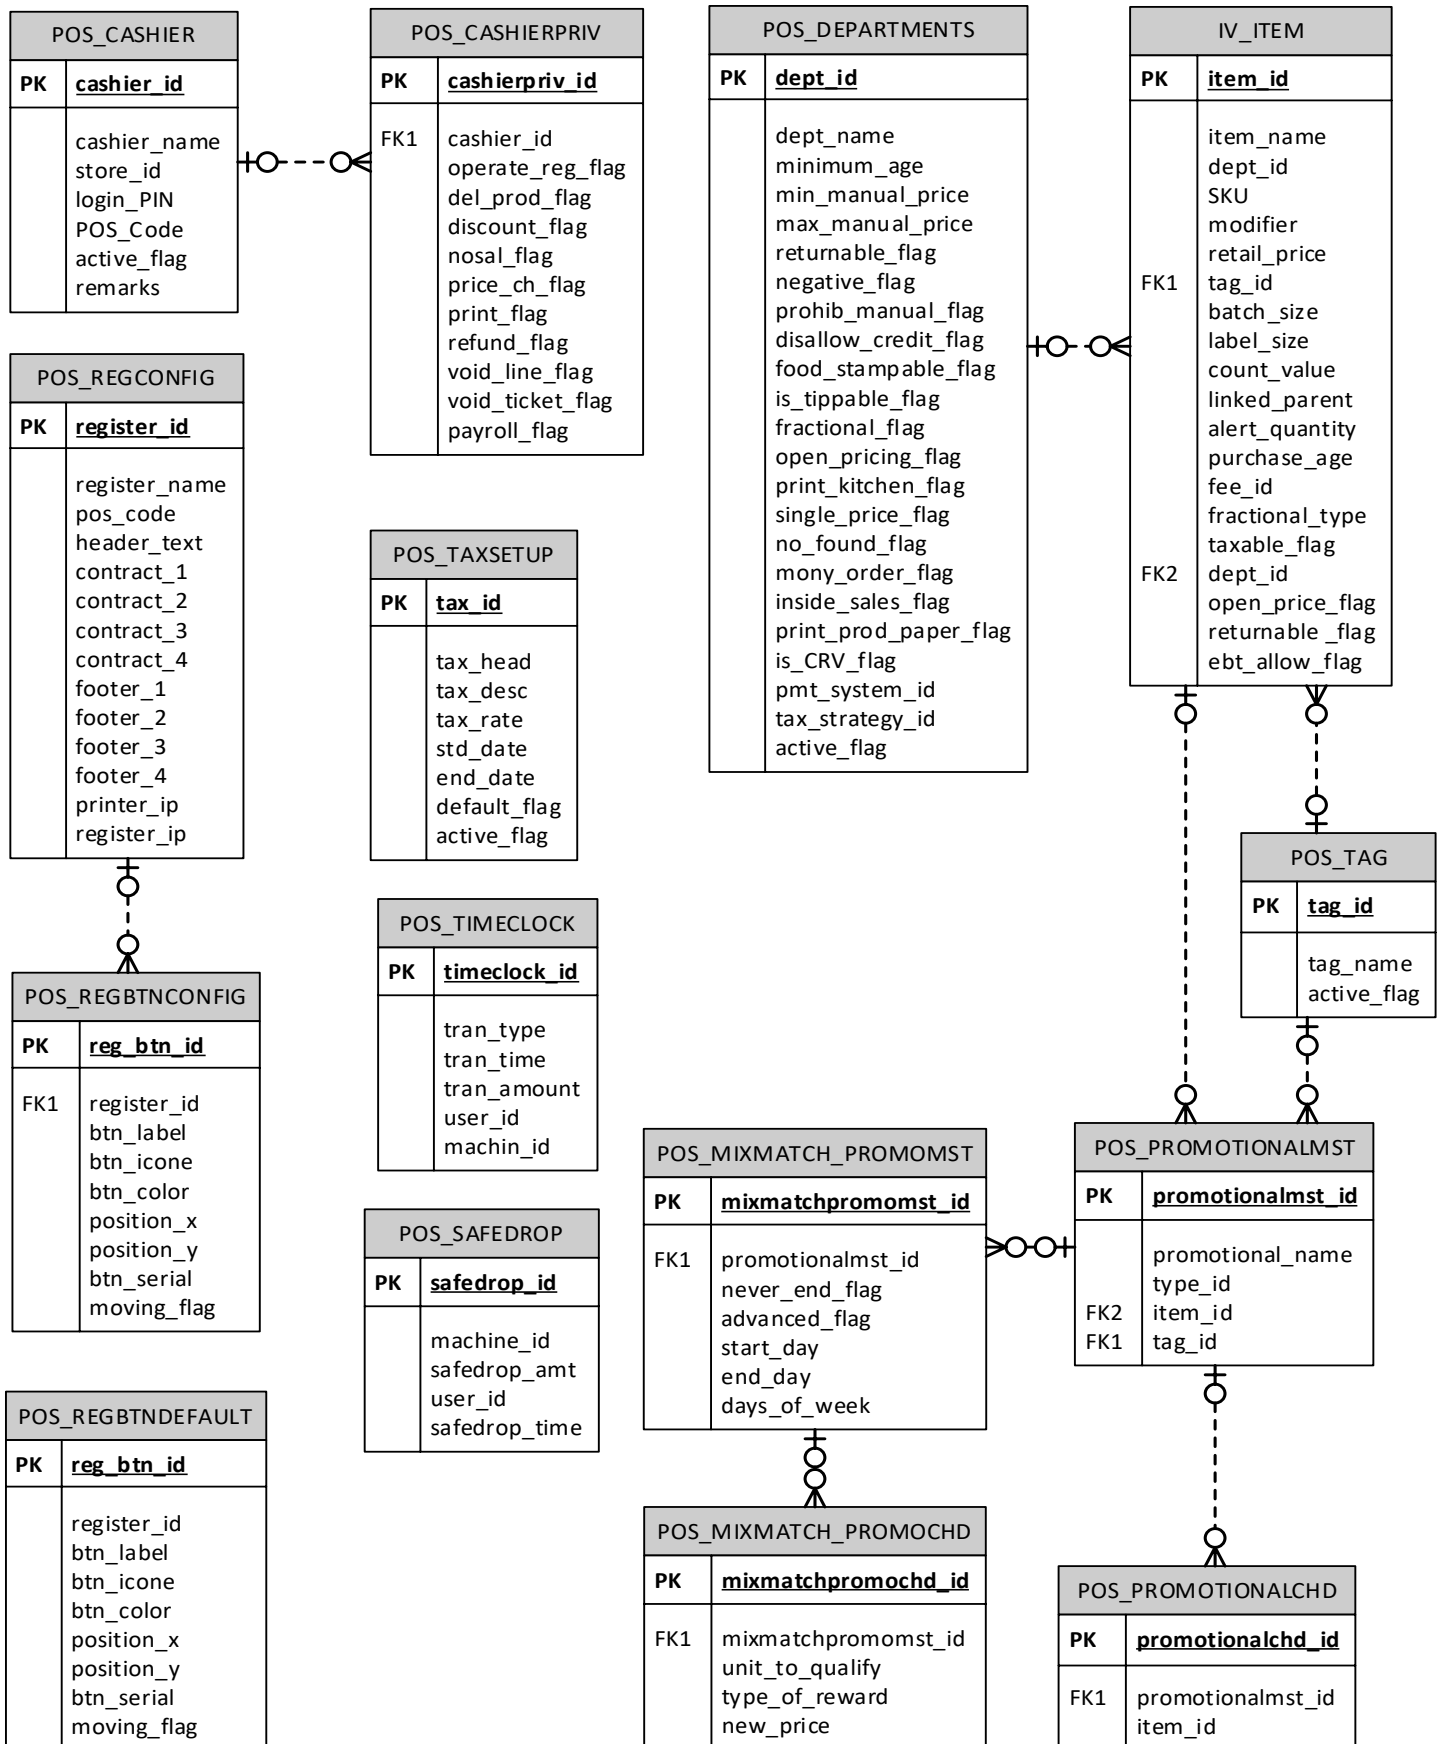 POS_CASHIER
PK cashier_id
cashier_name
store_id
login_PIN
POS_Code
active_flag
remarks
POS_CASHIERPRIV
PK cashierpriv_id
FK1 cashier_id
operate_reg_flag
del_prod_flag
discount_flag
nosal_flag
price_ch_flag
print_flag
refund_flag
void_line_flag
void_ticket_flag
payroll_flag
POS_DEPARTMENTS
PK dept_id
dept_name
minimum_age
min_manual_price
max_manual_price
returnable_flag
negative_flag
prohib_manual_flag
disallow_credit_flag
food_stampable_flag
is_tippable_flag
fractional_flag
open_pricing_flag
print_kitchen_flag
single_price_flag
no_found_flag
mony_order_flag
inside_sales_flag
print_prod_paper_flag
is_CRV_flag
pmt_system_id
tax_strategy_id
active_flag
IV_ITEM
PK item_id
item_name
dept_id
SKU
modifier
retail_price
FK1 tag_id
batch_size
label_size
count_value
linked_parent
alert_quantity
purchase_age
fee_id
fractional_type
taxable_flag
FK2 dept_id
open_price_flag
returnable _flag
ebt_allow_flag
POS_REGCONFIG
PK register_id
register_name
pos_code
header_text
contract_1
contract_2
contract_3
contract_4
footer_1
footer_2
footer_3
footer_4
printer_ip
register_ip
POS_TAXSETUP
PK tax_id
tax_head
tax_desc
tax_rate
std_date
end_date
default_flag
active_flag
POS_TAG
PK tag_id
tag_name
active_flag
POS_TIMECLOCK
PK timeclock_id
tran_type
tran_time
tran_amount
user_id
machin_id
POS_REGBTNCONFIG
PK reg_btn_id
FK1 register_id
btn_label
btn_icone
btn_color
position_x
position_y
btn_serial
moving_flag
POS_MIXMATCH_PROMOMST
PK mixmatchpromomst_id
FK1 promotionalmst_id
never_end_flag
advanced_flag
start_day
end_day
days_of_week
POS_PROMOTIONALMST
PK promotionalmst_id
promotional_name
type_id
FK2 item_id
FK1 tag_id
POS_SAFEDROP
PK safedrop_id
machine_id
safedrop_amt
user_id
safedrop_time
POS_REGBTNDEFAULT
PK reg_btn_id
register_id
btn_label
btn_icone
btn_color
position_x
position_y
btn_serial
moving_flag
POS_MIXMATCH_PROMOCHD
PK mixmatchpromochd_id
FK1 mixmatchpromomst_id
unit_to_qualify
type_of_reward
new_price
POS_PROMOTIONALCHD
PK promotionalchd_id
FK1 promotionalmst_id
item_id